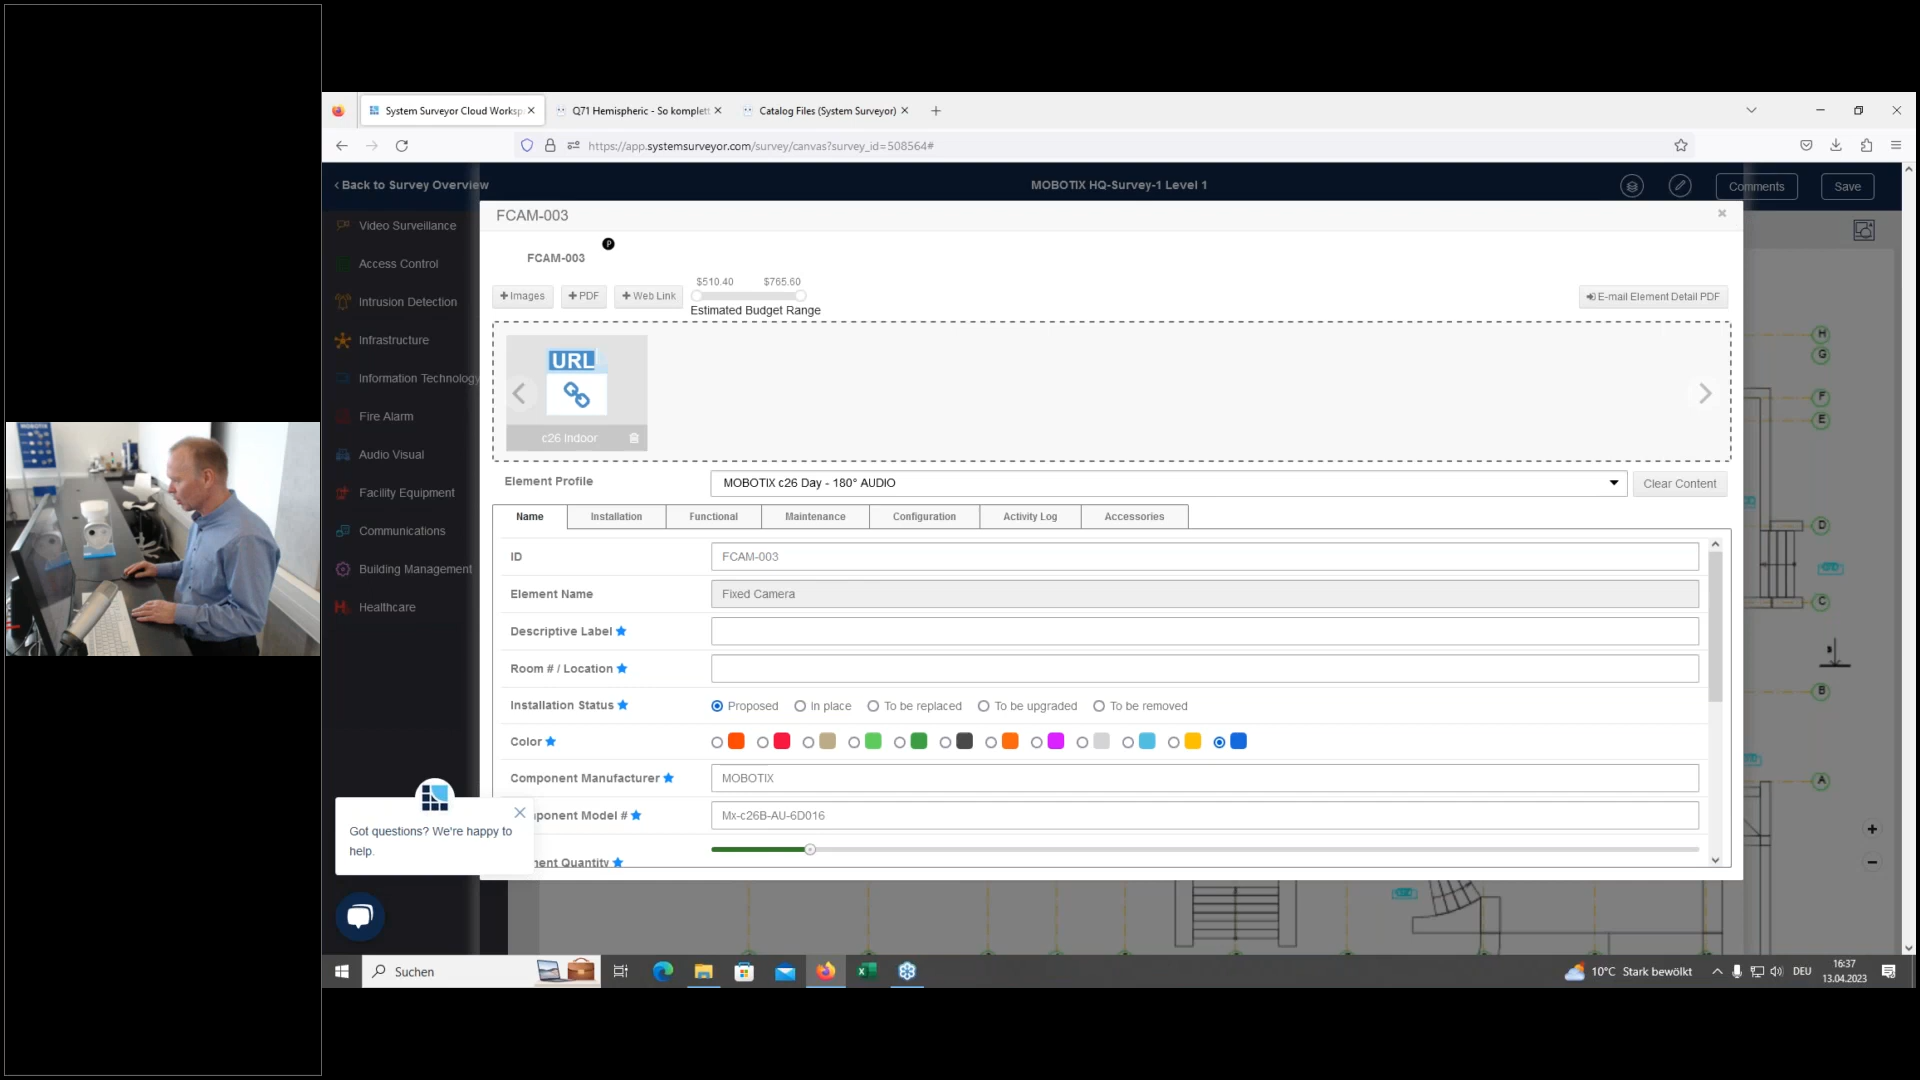 System Surveyor Cloud Worksp
Q71 Hemispheric - So komplett
Catalog Files (System Surveyor)
https://app.systemsurveyor.com/survey/canvas?survey_id=508564#
Back to Survey Overview
MOBOTIX HQ-Survey-1 Level 1
Comments
Save
Video Surveillance
Access Control
Intrusion Detection
Infrastructure
Information Technology
Fire Alarm
Audio Visual
Facility Equipment
Communications
Building Management
Healthcare
FCAM-003
P
FCAM-003
Images
PDF
Web Link
$510.40
$765.60
Estimated Budget Range
E-mail Element Detail PDF
URL
c26 Indoor
Element Profile
MOBOTIX c26 Day - 180° AUDIO
Clear Content
Name
Installation
Functional
Maintenance
Configuration
Activity Log
Accessories
ID
FCAM-003
Element Name
Fixed Camera
Descriptive Label
Room # / Location
Installation Status
Proposed
In place
To be replaced
To be upgraded
To be removed
Color
Component Manufacturer
MOBOTIX
ponent Model #
Mx-c26B-AU-6D016
nent Quantity
Got questions? We're happy to
help.
H
G
F
E
D
C
B
A
MOBOTIX
Suchen
10°C Stark bewölkt
DEU
16:37
13.04.2023